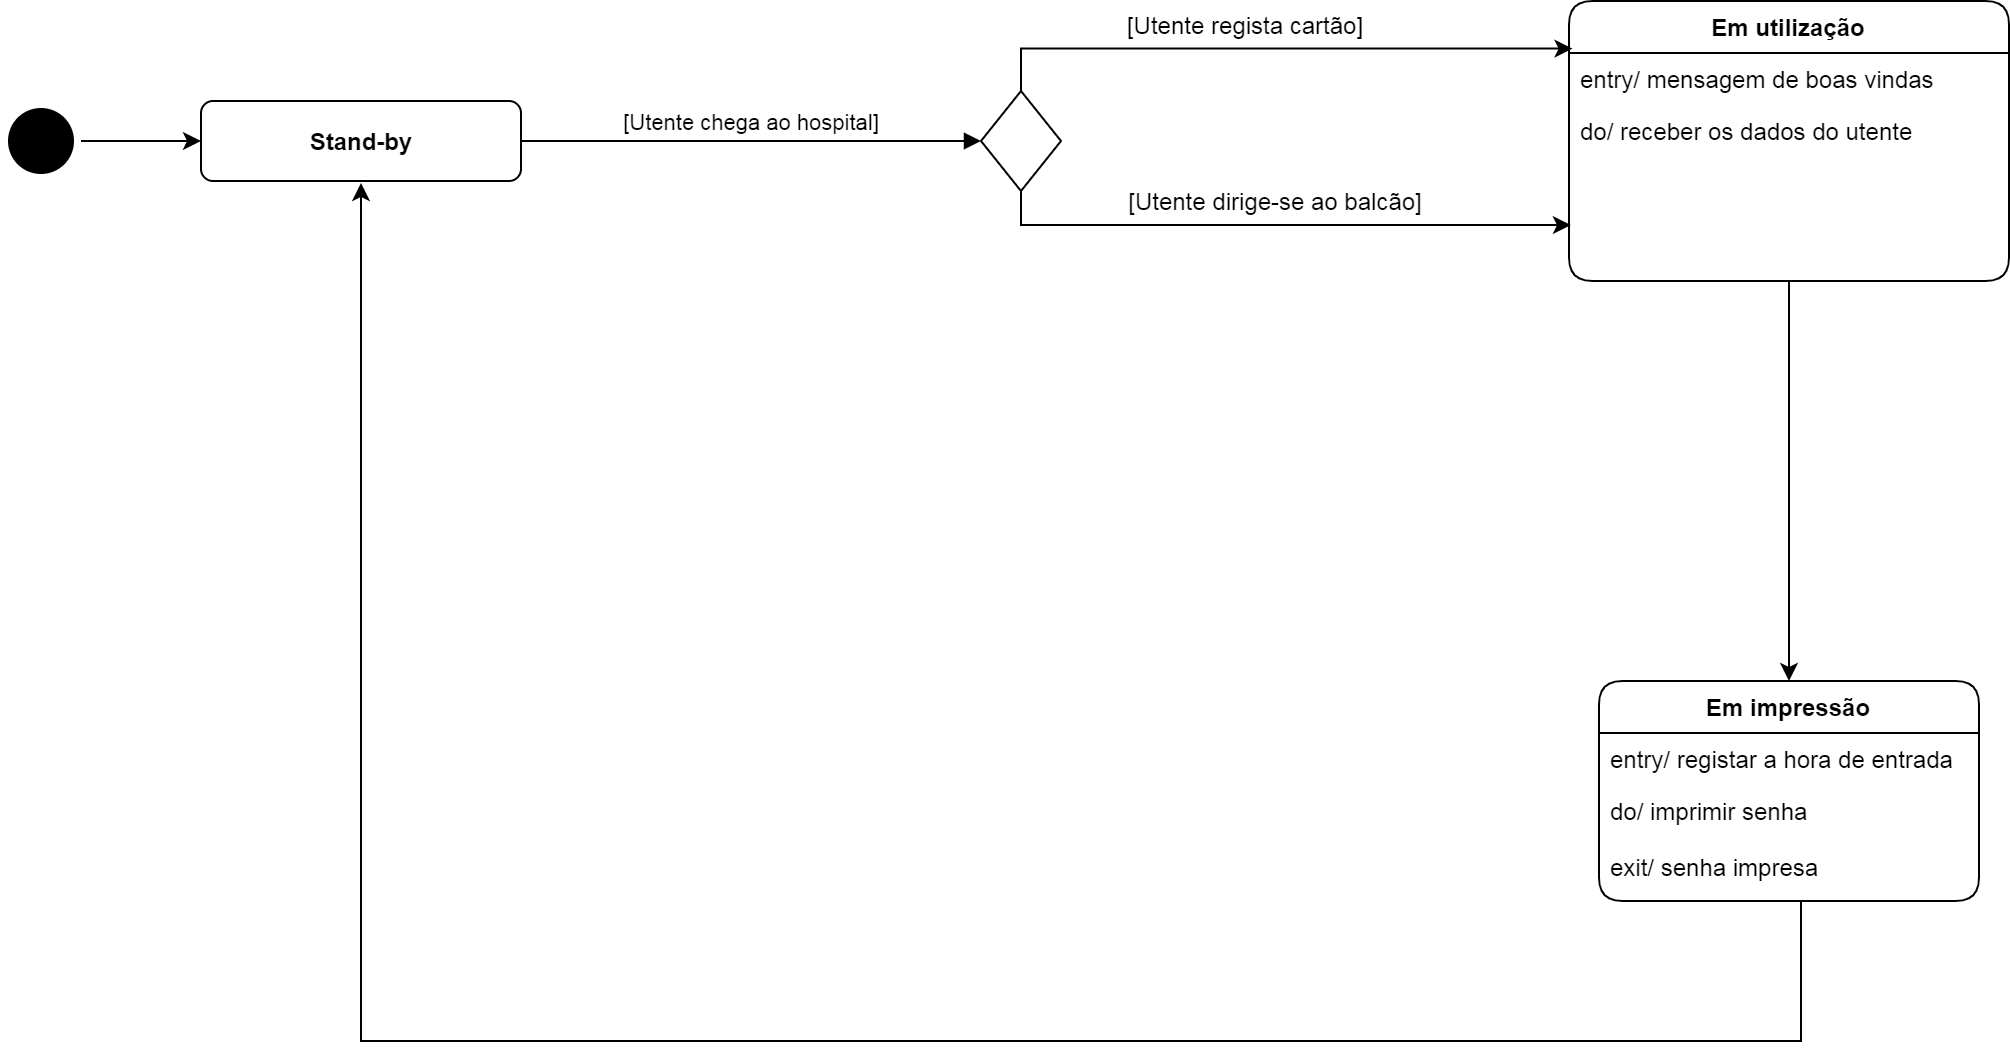 [Utente regista cartão]
Em utilização
entry/ mensagem de boas vindas
do/ receber os dados do utente
Stand-by
[Utente chega ao hospital]
[Utente dirige-se ao balcão]
Em impressão
entry/ registar a hora de entrada
do/ imprimir senha
exit/ senha impresa